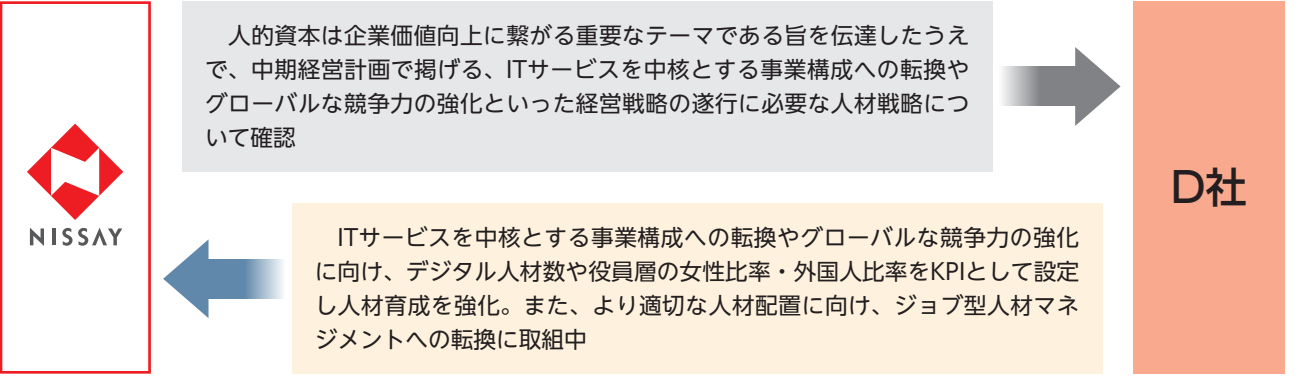 人的資本は企業価値向上に繋がる重要なテーマである旨を伝達したうえ
で、中期経営計画で掲げる、ITサービスを中核とする事業構成への転換や
グローバルな競争力の強化といった経営戦略の遂行に必要な人材戦略につ
いて確認
NISSAY
D社
ITサービスを中核とする事業構成への転換やグローバルな競争力の強化
に向け、デジタル人材数や役員層の女性比率・外国人比率をKPIとして設定
し人材育成を強化。また、より適切な人材配置に向け、ジョブ型人材マネ
ジメントへの転換に取組中